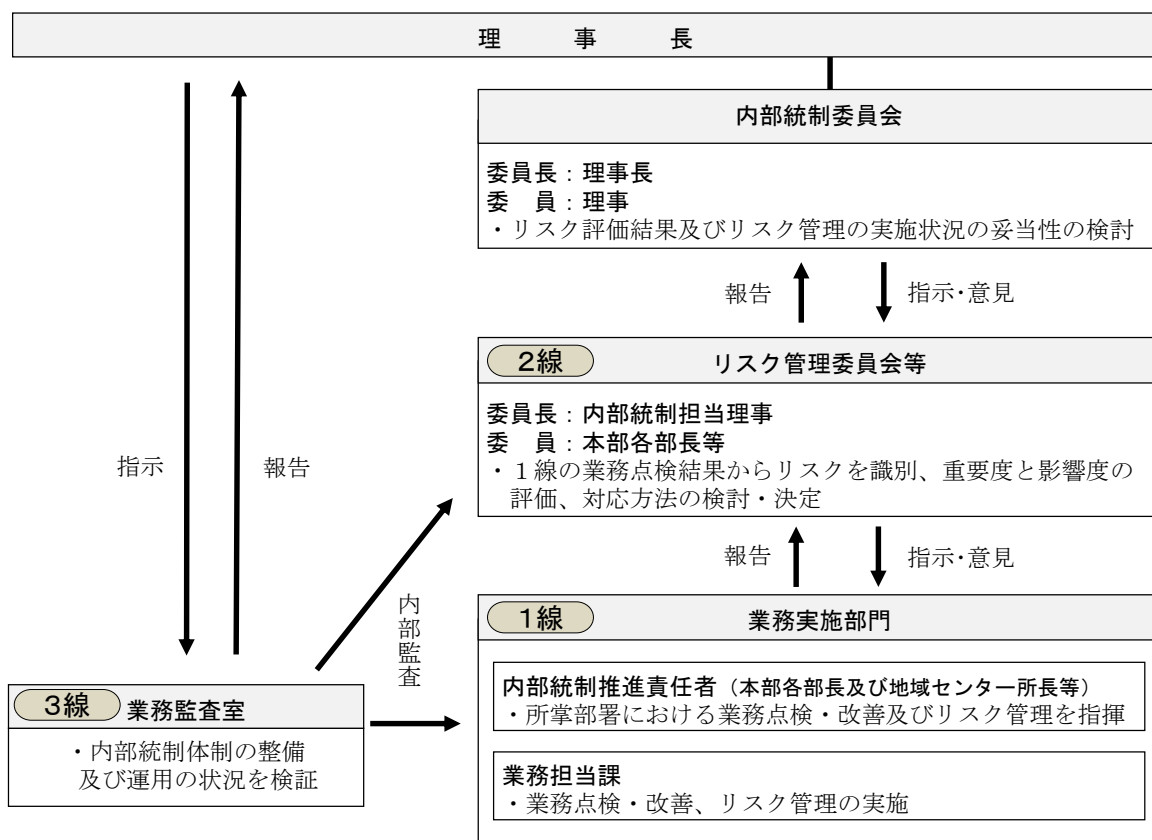 理事長
内部統制委員会
委員長：理事長
委　員：理事
・リスク評価結果及びリスク管理の実施状況の妥当性の検討
報告
指示・意見
2線
リスク管理委員会等
委員長：内部統制担当理事
委　員：本部各部長等
・１線の業務点検結果からリスクを識別、重要度と影響度の
評価、対応方法の検討・決定
指示
報告
報告
指示・意見
内部監査
1線
業務実施部門
内部統制推進責任者（本部各部長及び地域センター所長等）
・所掌部署における業務点検・改善及びリスク管理を指揮
業務担当課
・業務点検・改善、リスク管理の実施
3線
業務監査室
・内部統制体制の整備
及び運用の状況を検証